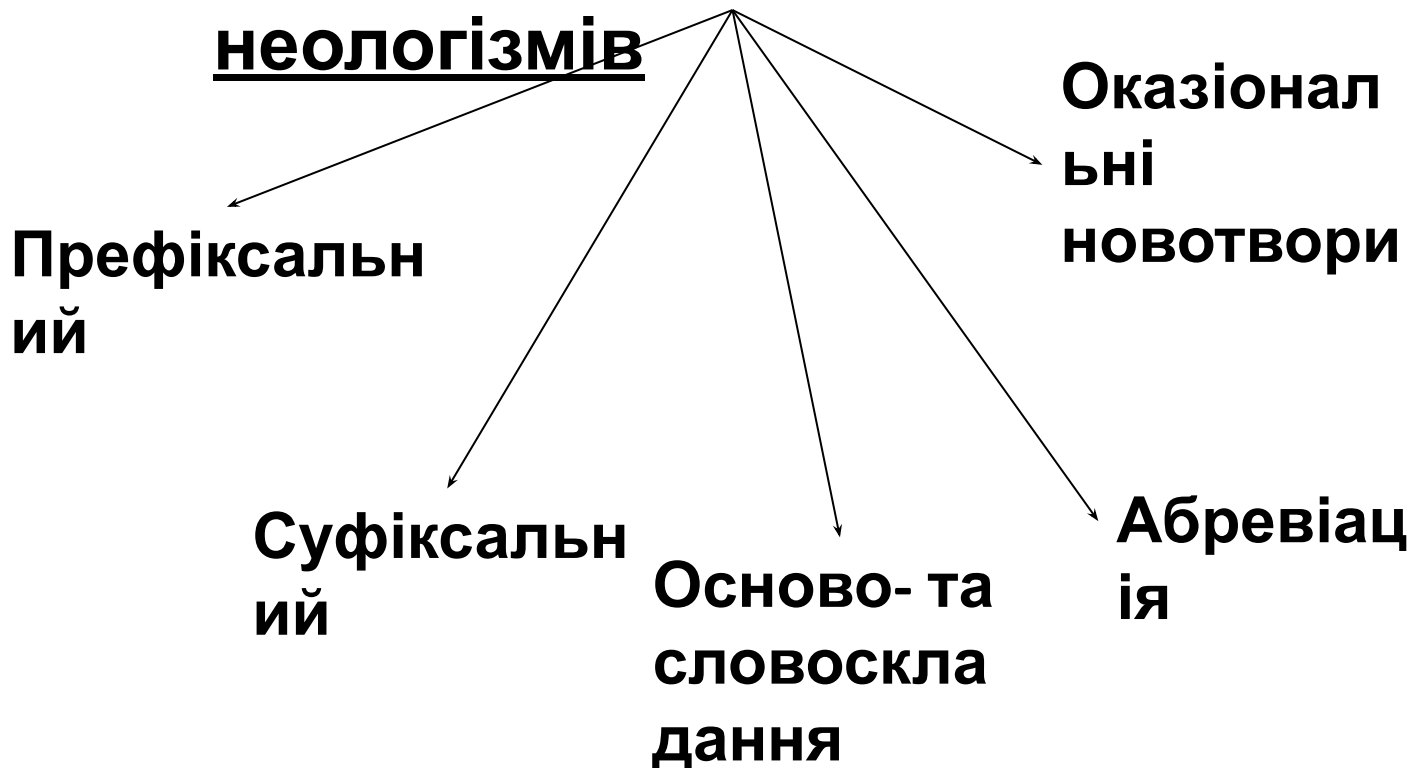 неологізмів
Оказіонал
ьні
новотвори
Префіксальн
ий
Суфіксальн
ий
Осново- та
словоскла
дання
Абревіац
ія